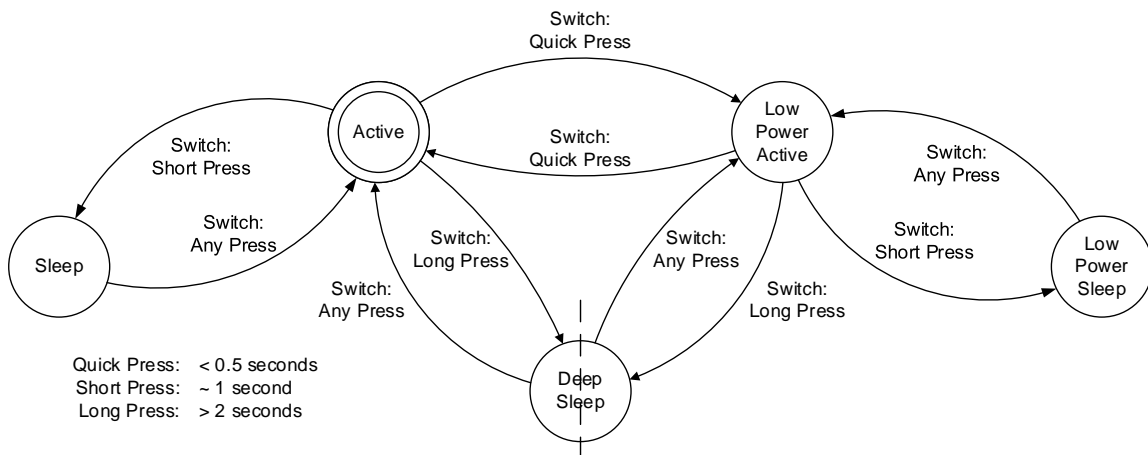 Switch:
Quick Press
Active
Low
Power
Active
Switch:
Short Press
Switch:
Quick Press
Switch:
Any Press
Switch:
Any Press
Sleep
Switch:
Long Press
Switch:
Any Press
Switch:
Short Press
Low
Power
Sleep
Switch:
Any Press
Switch:
Long Press
Deep
Sleep
Quick Press: < 0.5 seconds
Short Press: ~ 1 second
Long Press: > 2 seconds